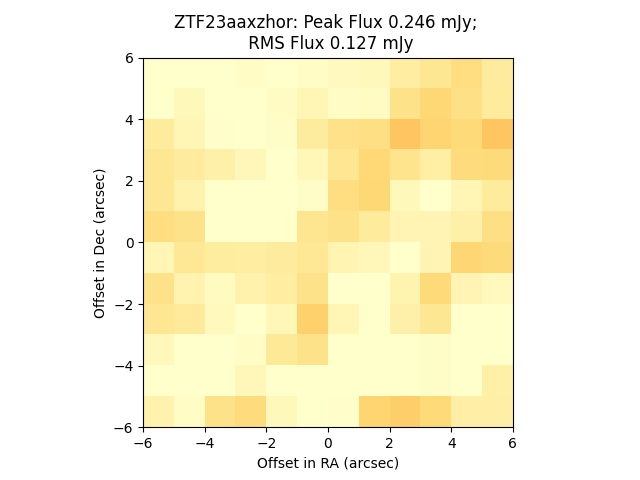 ZTF23aaxzhor: Peak Flux 0.246 mJy;
RMS Flux 0.127 mJy
6
4
2
0
−2
−4
−6
Offset in Dec (arcsec)
−6 −4 −2 0 2 4 6
Offset in RA (arcsec)